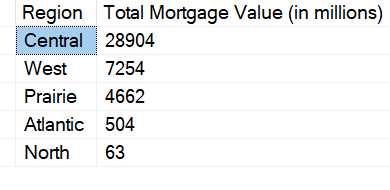 Region Total Mortgage Value (in millions)
Central 28904
West 7254
Prairie 4662
Atlantic 504
North 63